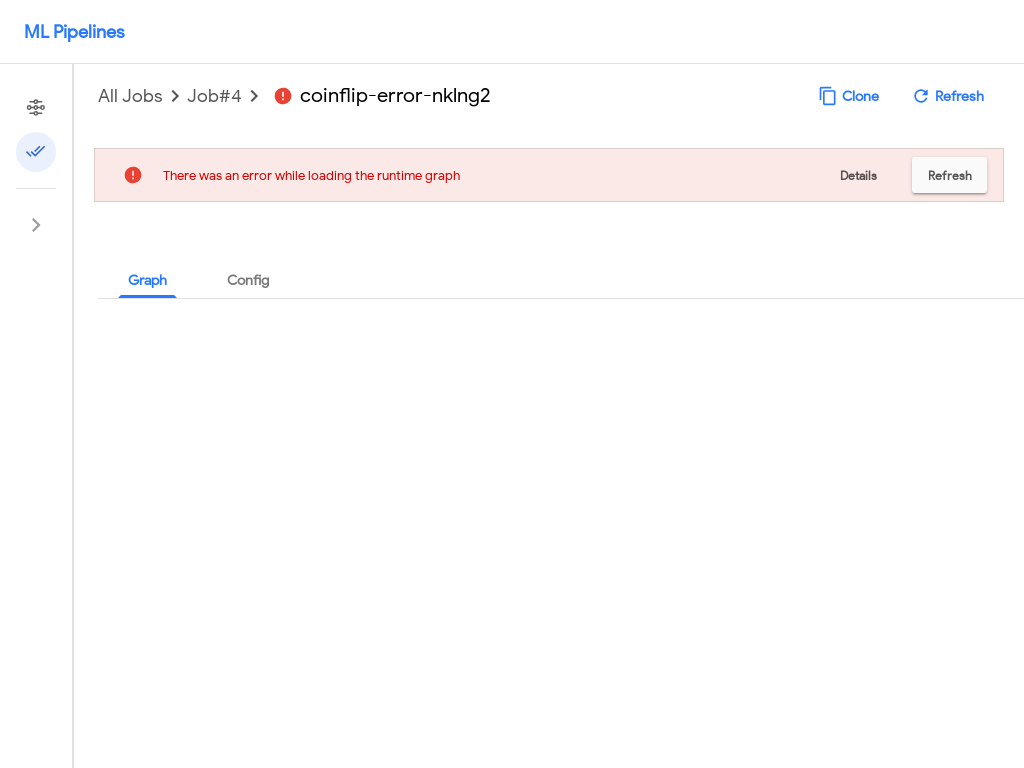 ML Pipelines
All Jobs Job#4 coinflip-error-nklng2 Clone Refresh
There was an error while loading the runtime graph Details Refresh
Graph Config